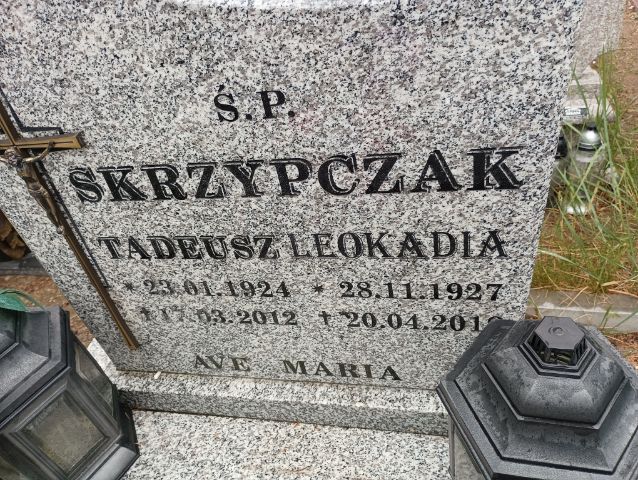 Ś.P.
SKRZYPCZAK
TADEUSZ LEOKADIA
* 23.01.1924 * 28.11.1927
† 17.03.2012 † 20.04.201
AVE MARIA